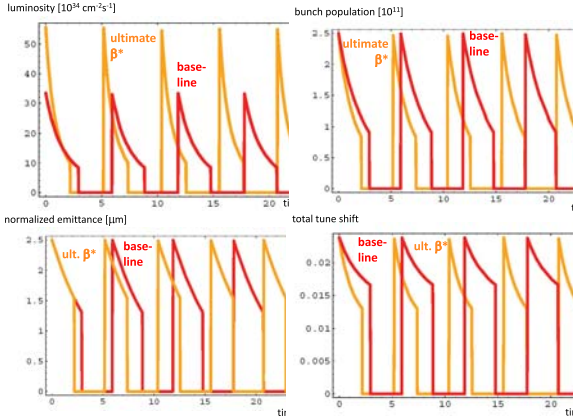 luminosity [10³⁴ cm⁻²s⁻¹]
ultimate
β*
base-
line
50
40
30
20
10
0
0 5 10 15 20
ti
bunch population [10¹¹]
ultimate
β*
base-
line
2.5
2
1.5
1
0.5
0
0 5 10 15 20
ti
normalized emittance [μm]
ult. β*
base-
line
2.5
2
1.5
1
0.5
0
0 5 10 15 20
tin
total tune shift
base-
line
ult. β*
0.02
0.015
0.01
0.005
0
0 5 10 15 20
tim